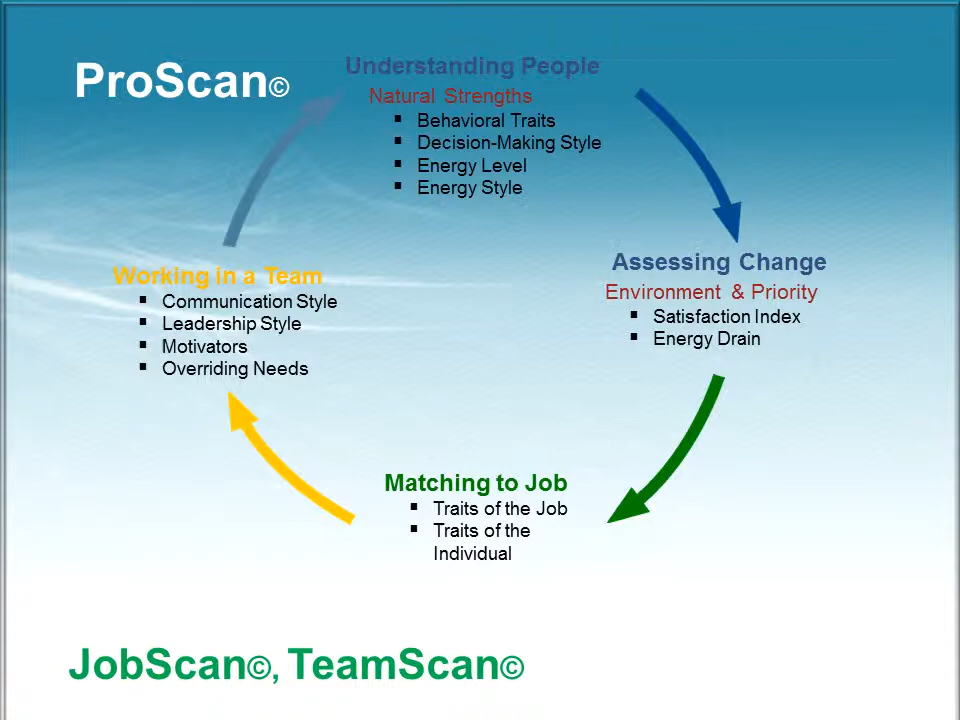 ProScan©
Understanding People
Natural Strengths
▪ Behavioral Traits
▪ Decision-Making Style
▪ Energy Level
▪ Energy Style
Assessing Change
Environment & Priority
▪ Satisfaction Index
▪ Energy Drain
Working in a Team
▪ Communication Style
▪ Leadership Style
▪ Motivators
▪ Overriding Needs
Matching to Job
▪ Traits of the Job
▪ Traits of the
Individual
JobScan©, TeamScan©